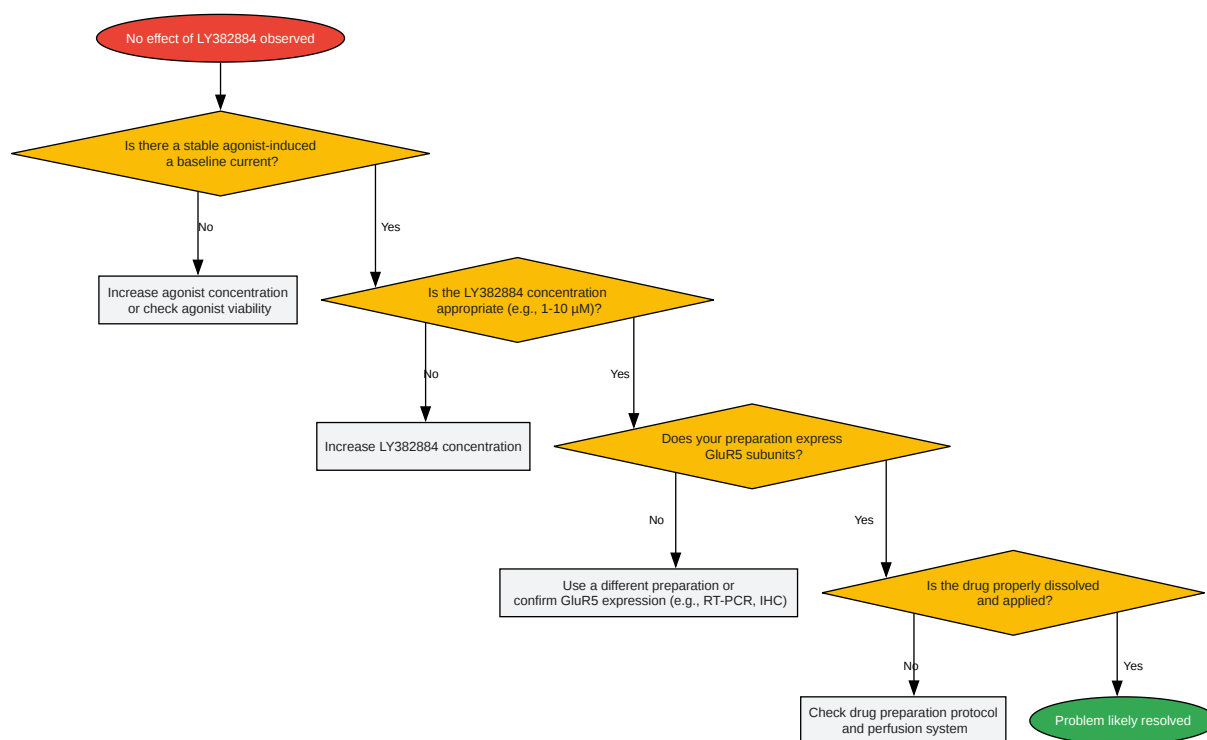 No effect of LY382884 observed
Is there a stable agonist-induced
a baseline current?
No
Yes
Increase agonist concentration
or check agonist viability
Is the LY382884 concentration
appropriate (e.g., 1-10 µM)?
No
Yes
Increase LY382884 concentration
Does your preparation express
GluR5 subunits?
No
Yes
Use a different preparation or
confirm GluR5 expression (e.g., RT-PCR, IHC)
Is the drug properly dissolved
and applied?
No
Yes
Check drug preparation protocol
and perfusion system
Problem likely resolved